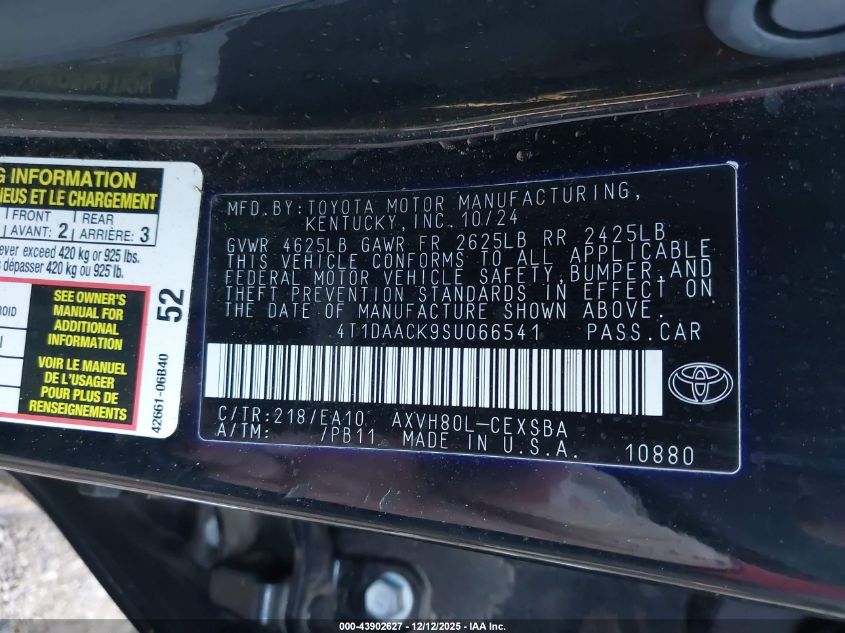 G INFORMATION
IEUS ET LE CHARGEMENT
FRONT REAR
AVANT: 2 ARRIÈRE: 3
ever exceed 420 kg or 925 lbs.
s dépasser 420 kg ou 925 lb.
SEE OWNER'S
MANUAL FOR
ADDITIONAL
INFORMATION
VOIR LE MANUEL
DE L'USAGER
POUR PLUS DE
RENSEIGNEMENTS
52
42661-06B40
MFD.BY:TOYOTA MOTOR MANUFACTURING,
KENTUCKY, INC. 10/24
GVWR 4625LB GAWR FR 2625LB RR 2425LB
THIS VEHICLE CONFORMS TO ALL APPLICABLE
FEDERAL MOTOR VEHICLE SAFETY, BUMPER, AND
THEFT PREVENTION STANDARDS IN EFFECT ON
THE DATE OF MANUFACTURE SHOWN ABOVE.
4T1DAACK9SU066541 PASS.CAR
C/TR:218/EA10 AXVH80L-CEXSBA
A/TM: /PB11 MADE IN U.S.A. 10880
000-43902627 - 12/12/2025 - IAA Inc.